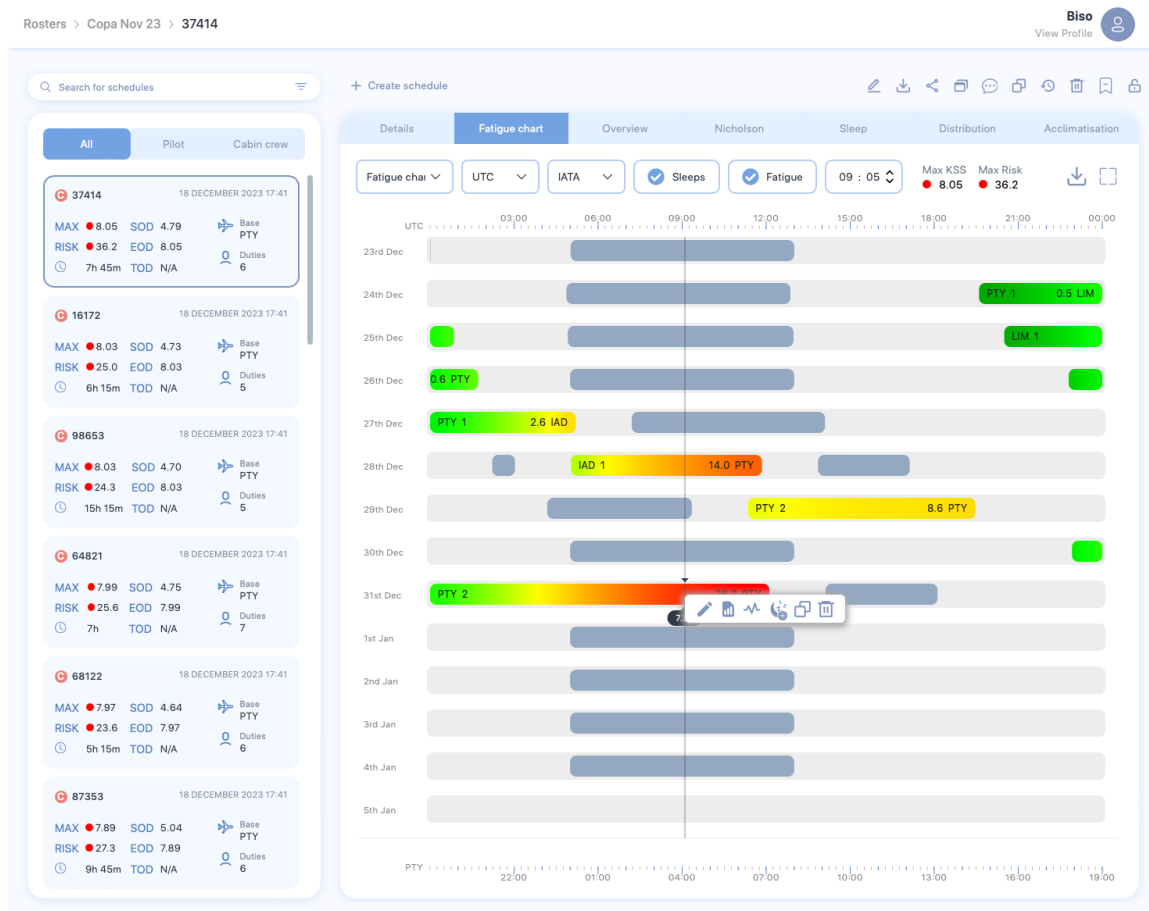 Rosters > Copa Nov 23 > 37414
Biso
View Profile
Search for schedules
+ Create schedule
All Pilot Cabin crew
C 37414 18 DECEMBER 2023 17:41
MAX 8.05 SOD 4.79 Base PTY
RISK 36.2 EOD 8.05 Duties 6
7h 45m TOD N/A
C 16172 18 DECEMBER 2023 17:41
MAX 8.03 SOD 4.73 Base PTY
RISK 25.0 EOD 8.03 Duties 5
6h 15m TOD N/A
C 98653 18 DECEMBER 2023 17:41
MAX 8.03 SOD 4.70 Base PTY
RISK 24.3 EOD 8.03 Duties 5
15h 15m TOD N/A
C 64821 18 DECEMBER 2023 17:41
MAX 7.99 SOD 4.75 Base PTY
RISK 25.6 EOD 7.99 Duties 7
7h TOD N/A
C 68122 18 DECEMBER 2023 17:41
MAX 7.97 SOD 4.64 Base PTY
RISK 23.6 EOD 7.97 Duties 6
5h 15m TOD N/A
C 87353 18 DECEMBER 2023 17:41
MAX 7.89 SOD 5.04 Base PTY
RISK 27.3 EOD 7.89 Duties 6
9h 45m TOD N/A
Details Fatigue chart Overview Nicholson Sleep Distribution Acclimatisation
Fatigue char UTC IATA Sleeps Fatigue 09 : 05
Max KSS 8.05
Max Risk 36.2
UTC 03:00 06:00 09:00 12:00 15:00 18:00 21:00 00:00
23rd Dec
24th Dec PTY 1 0.5 LIM
25th Dec LIM 1
26th Dec 0.6 PTY
27th Dec PTY 1 2.6 IAD
28th Dec IAD 1 14.0 PTY
29th Dec PTY 2 8.6 PTY
30th Dec
31st Dec PTY 2
1st Jan
2nd Jan
3rd Jan
4th Jan
5th Jan
PTY 22:00 01:00 04:00 07:00 10:00 13:00 16:00 19:00